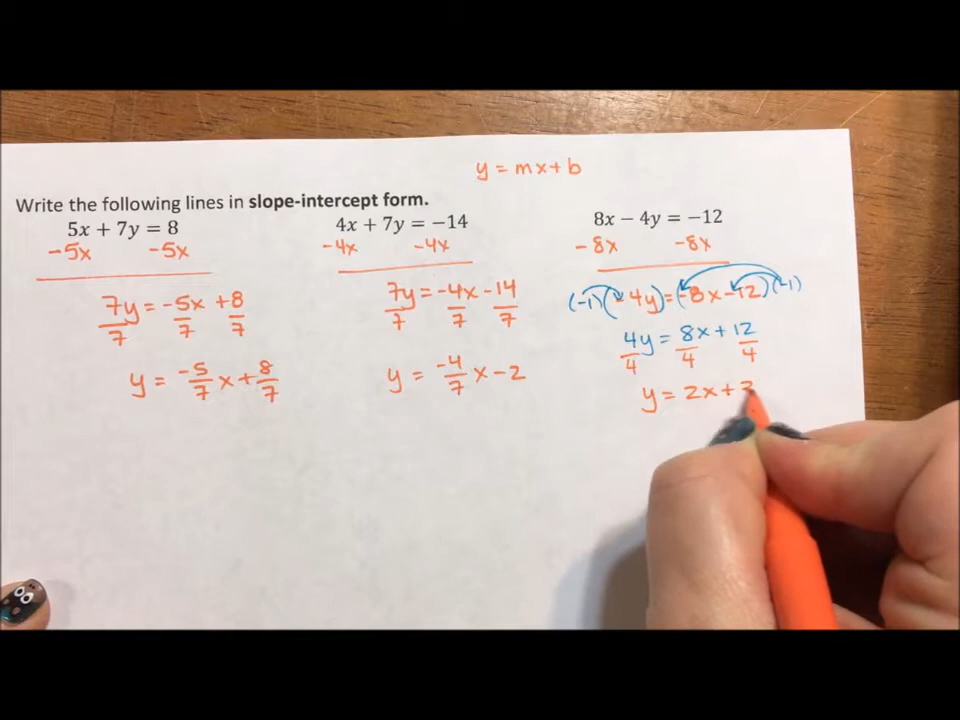 y = mx + b
Write the following lines in slope-intercept form.
5x + 7y = 8
-5x -5x
7y = -5x + 8
7 7 7
y = -5/7 x + 8/7
4x + 7y = −14
-4x -4x
7y = -4x - 14
7 7 7
y = -4/7 x - 2
8x − 4y = −12
-8x -8x
(-1)(-4y) = (-8x - 12)(-1)
4y = 8x + 12
4 4 4
y = 2x +